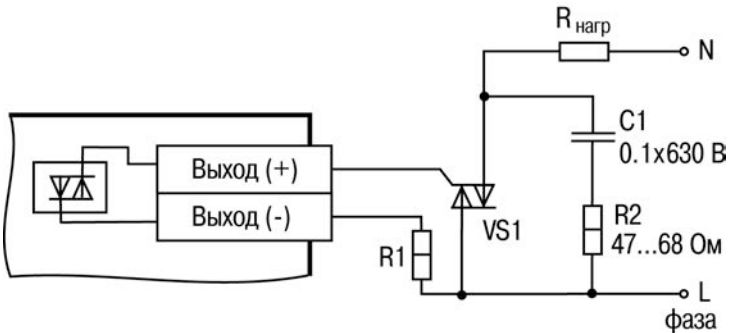 R нагр
N
C1
0.1x630 В
Выход (+)
Выход (-)
VS1
R1
R2
47...68 Ом
L
фаза